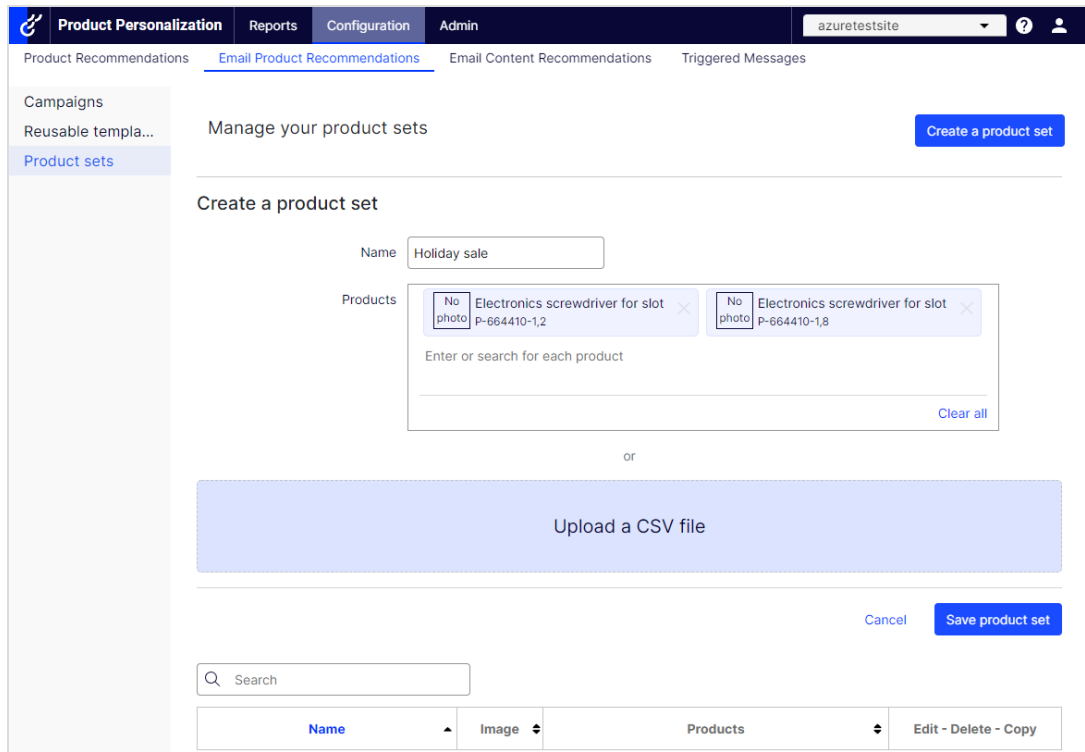 Product Personalization Reports Configuration Admin azuretestsite
Product Recommendations Email Product Recommendations Email Content Recommendations Triggered Messages
Campaigns
Reusable templa...
Product sets
Manage your product sets
Create a product set
Create a product set
Name Holiday sale
Products
No photo
Electronics screwdriver for slot
P-664410-1,2
No photo
Electronics screwdriver for slot
P-664410-1,8
Enter or search for each product
Clear all
or
Upload a CSV file
Cancel Save product set
Search
Name Image Products Edit - Delete - Copy